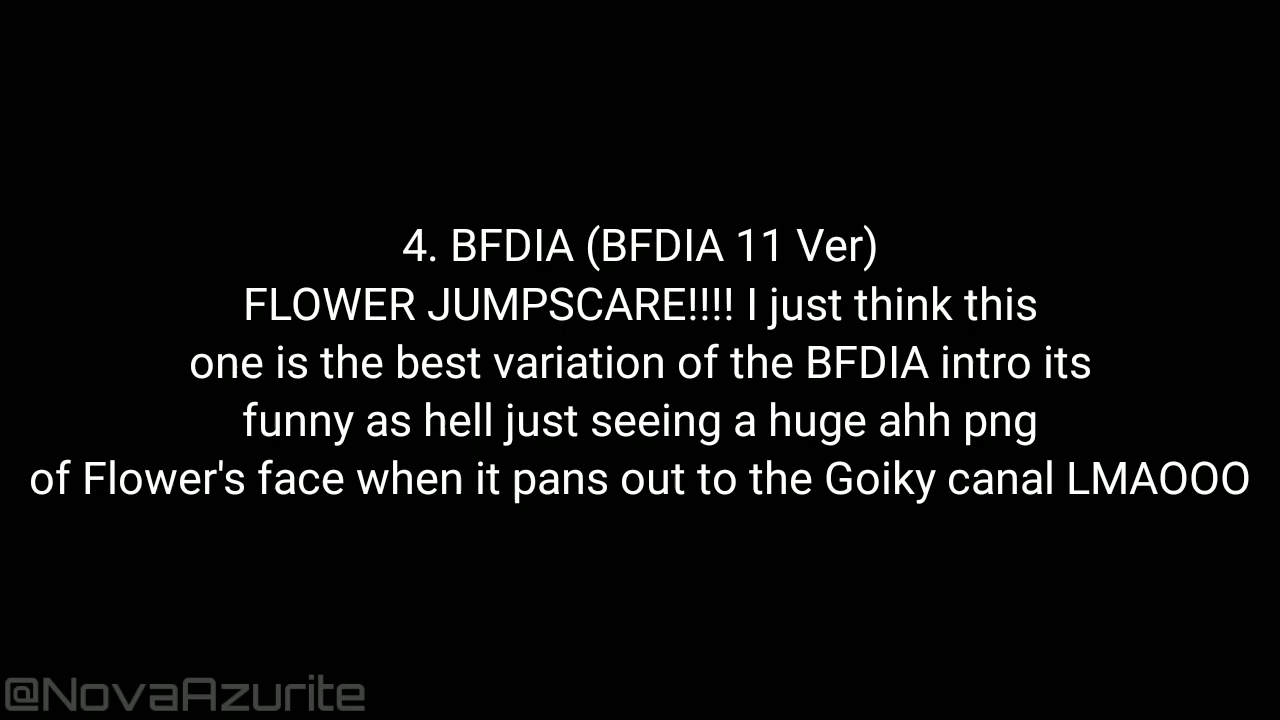 4. BFDIA (BFDIA 11 Ver)
FLOWER JUMPSCARE!!!! I just think this
one is the best variation of the BFDIA intro its
funny as hell just seeing a huge ahh png
of Flower's face when it pans out to the Goiky canal LMAOOO
@NovaAzurite